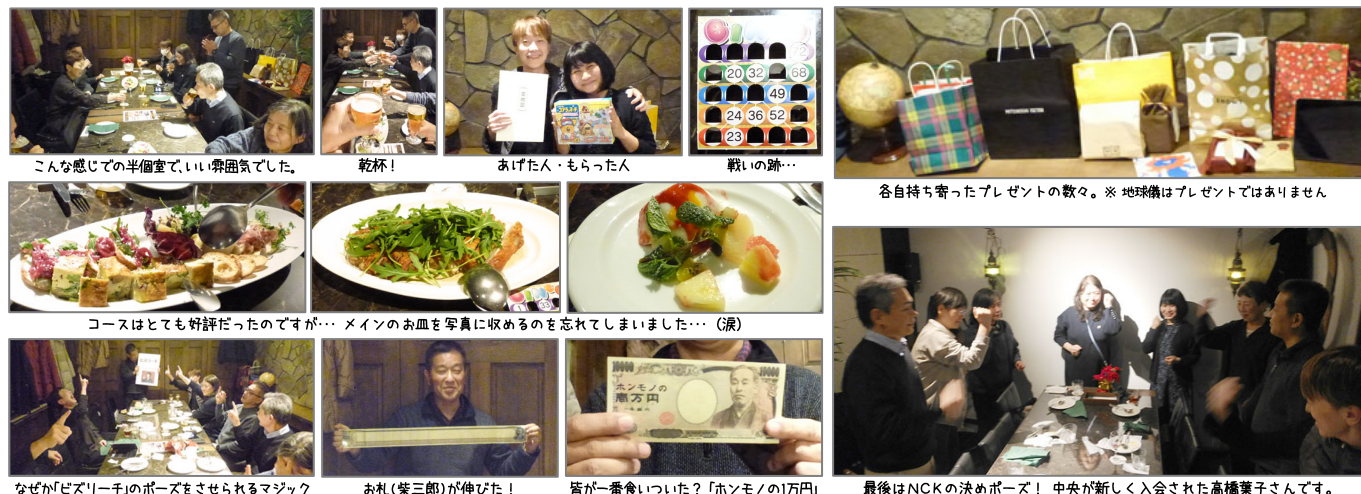 こんな感じでの半個室で、いい雰囲気でした。
乾杯！
あげた人・もらった人
20 32 68
49
24 36 52
23
戦いの跡…
各自持ち寄ったプレゼントの数々。※ 地球儀はプレゼントではありません
コースはとても好評だったのですが… メインのお皿を写真に収めるのを忘れてしまいました…（涙）
なぜか「ビズリーチ」のポーズをさせられるマジック
お札(柴三郎)が伸びた！
10000
10000
ホンモノの
壱万円
皆が一番食いついた？「ホンモノの1万円」
最後はNCKの決めポーズ！ 中央が新しく入会された高橋葉子さんです。